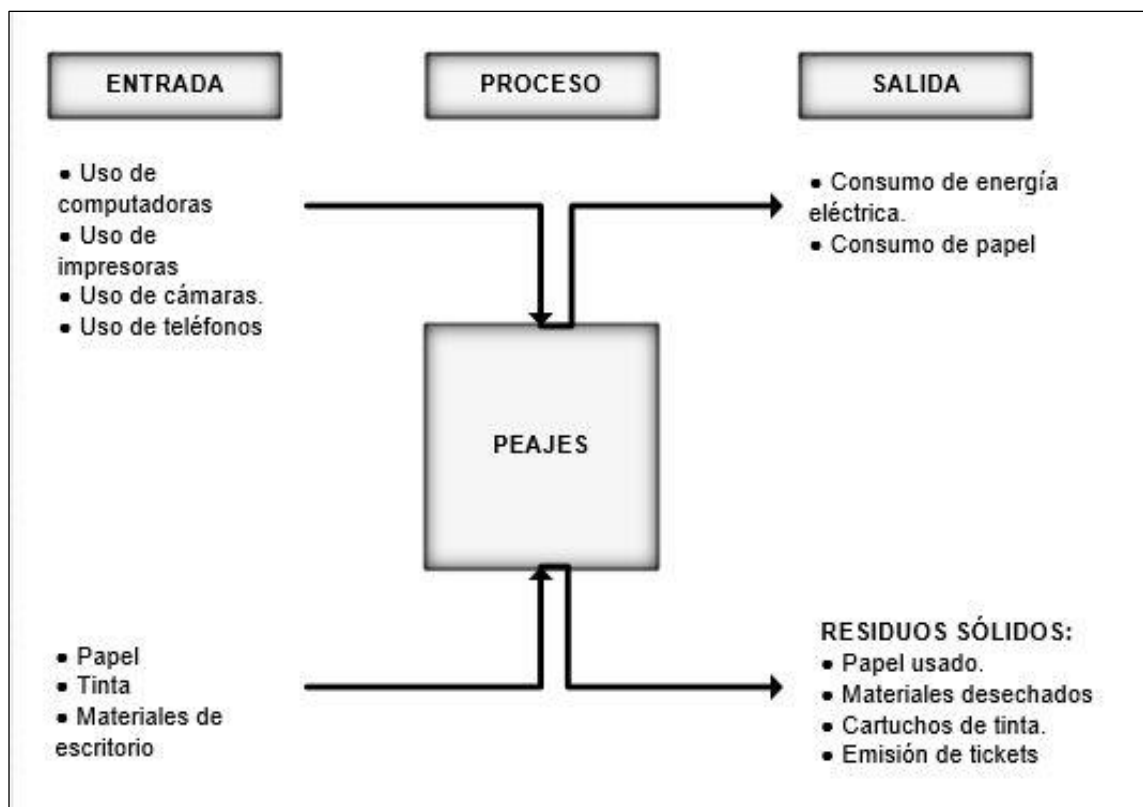 ENTRADA
PROCESO
SALIDA
● Uso de
computadoras
● Uso de
impresoras
● Uso de cámaras.
● Uso de teléfonos
● Consumo de energía
eléctrica.
● Consumo de papel
PEAJES
● Papel
● Tinta
● Materiales de
escritorio
RESIDUOS SÓLIDOS:
● Papel usado.
● Materiales desechados
● Cartuchos de tinta.
● Emisión de tickets